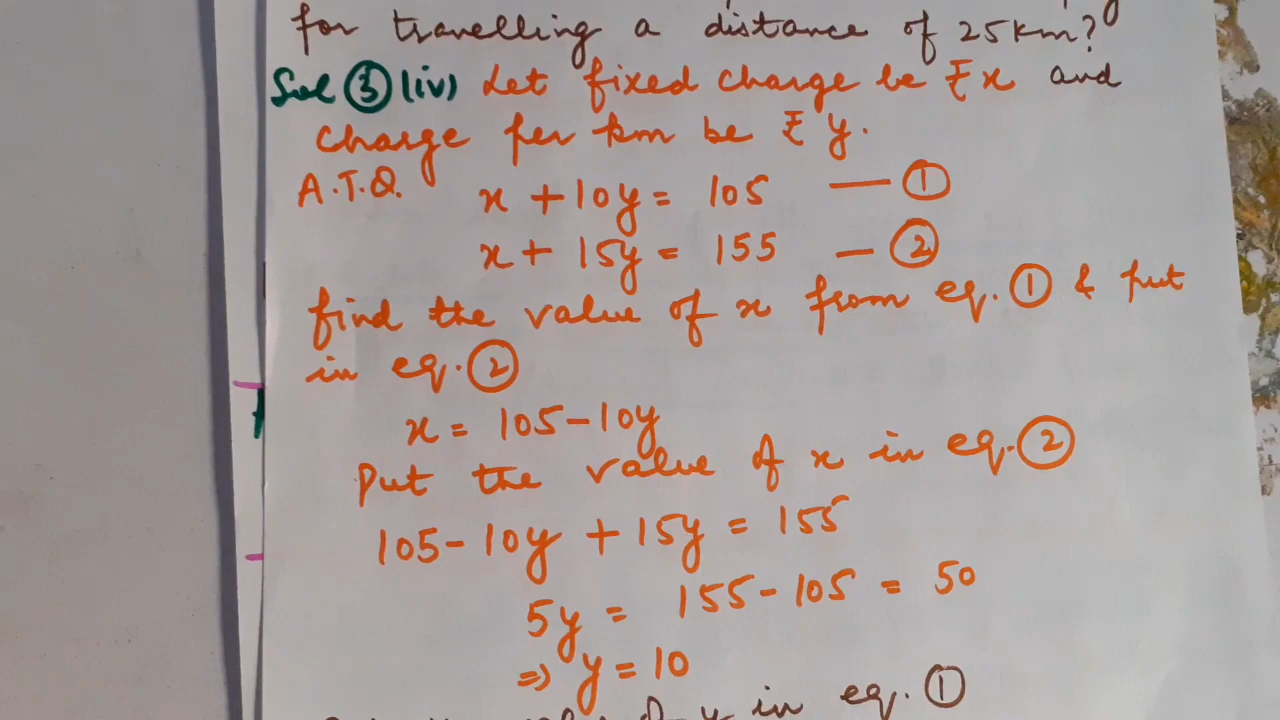 for travelling a distance of 25km?
Sol ③ (iv) Let fixed charge be ₹x and
charge per km be ₹ y.
A.T.Q. x + 10y = 105 — ①
x + 15y = 155 — ②
find the value of x from eq. ① & put
in eq. ②
x = 105 - 10y
Put the value of x in eq. ②
105 - 10y + 15y = 155
5y = 155 - 105 = 50
⇒ y = 10
y in eq. ①